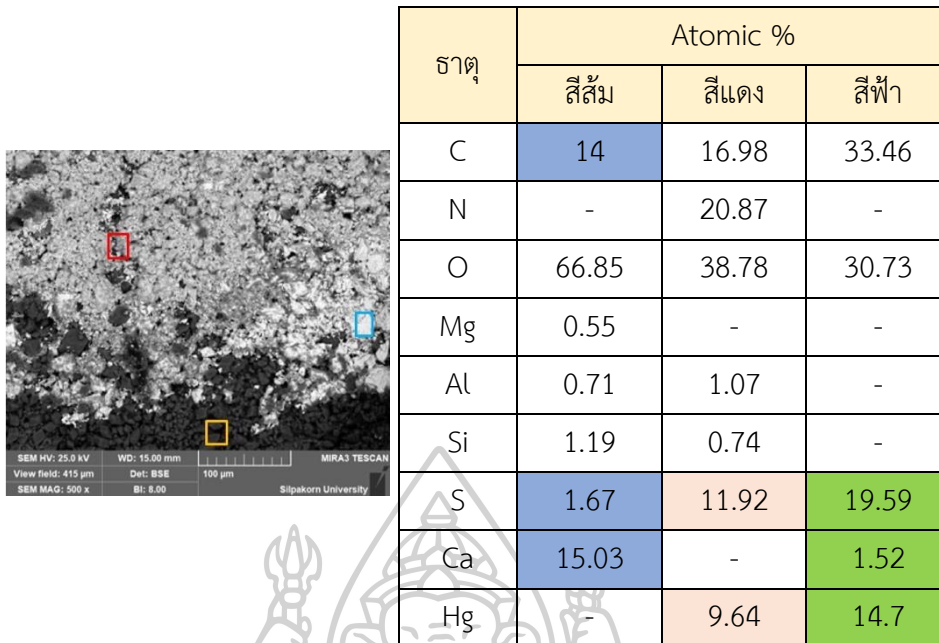 ธาตุ Atomic %
สีส้ม สีแดง สีฟ้า
C 14 16.98 33.46
N - 20.87 -
O 66.85 38.78 30.73
Mg 0.55 - -
Al 0.71 1.07 -
Si 1.19 0.74 -
S 1.67 11.92 19.59
Ca 15.03 - 1.52
Hg - 9.64 14.7
SEM HV: 25.0 kV WD: 15.00 mm MIRA3 TESCAN
View field: 415 µm Det: BSE 100 µm
SEM MAG: 500 x BI: 8.00 Silpakorn University